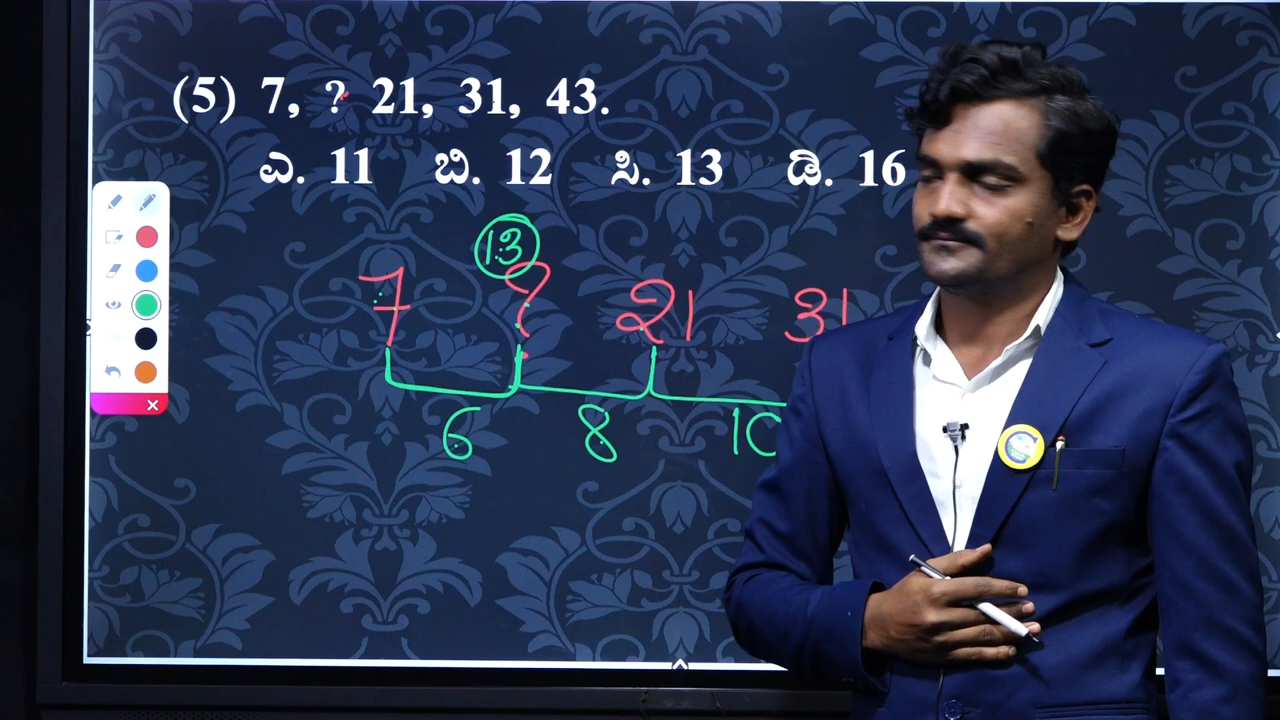 (5) 7, ? 21, 31, 43.
ಎ. 11 ಬಿ. 12 ಸಿ. 13 ಡಿ. 16
13
7 ? 21 31
6 8 10